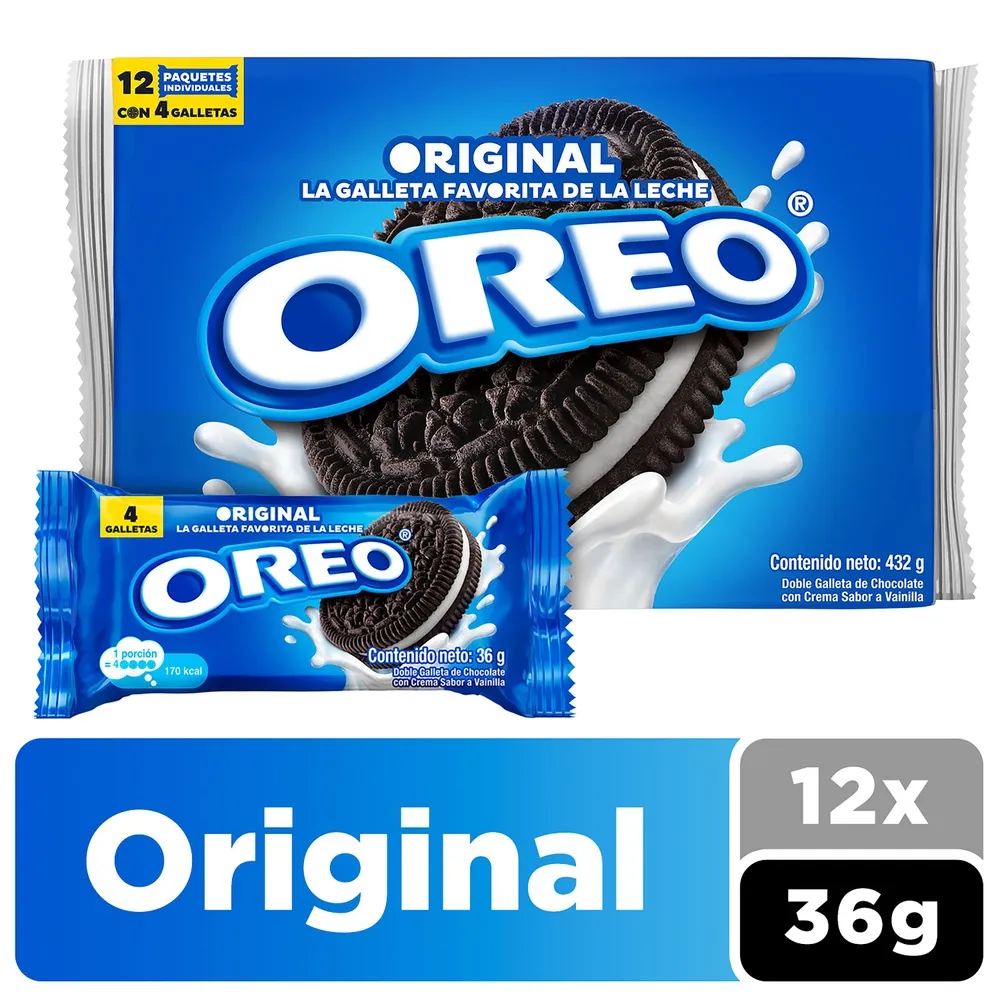 12 PAQUETES
INDIVIDUALES
CON 4 GALLETAS
ORIGINAL
LA GALLETA FAVORITA DE LA LECHE
OREO®
Contenido neto: 432 g
Doble Galleta de Chocolate
con Crema Sabor a Vainilla
4
GALLETAS
ORIGINAL
LA GALLETA FAVORITA DE LA LECHE
OREO®
1 porción
= 4
170 kcal
Contenido neto: 36 g
Doble Galleta de Chocolate
con Crema Sabor a Vainilla
Original
12x
36g